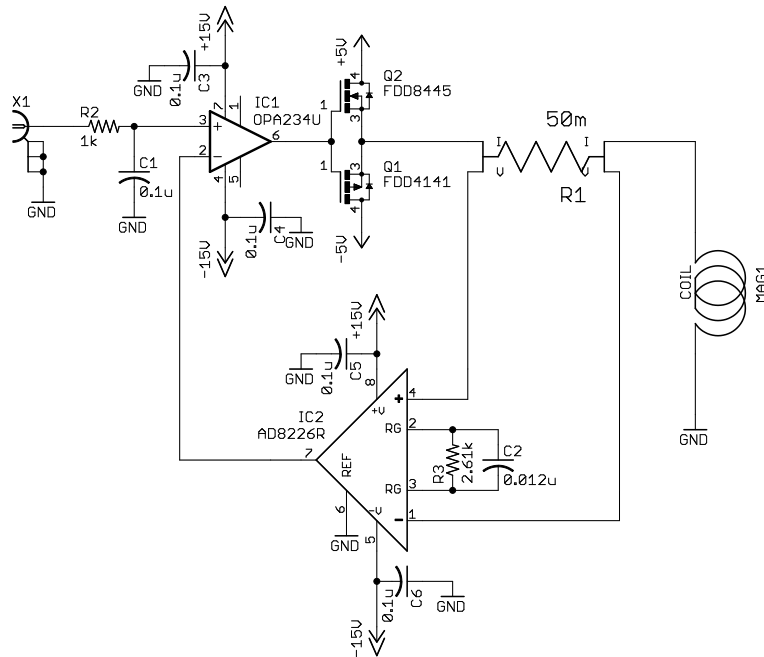 +15V
GND
0.1u
C3
+5V
Q2
FDD8445
X1
R2
1k
IC1
OPA234U
3
+
2
-
7
1
6
4
5
C1
0.1u
GND
GND
-15V
0.1u
C4
GND
4
1
3
1
3
4
Q1
FDD4141
-5V
50m
I
V
I
V
R1
COIL
MAG1
GND
+15V
GND
0.1u
C5
8
+V
IC2
AD8226R
7
REF
6
GND
-V
5
+
4
RG
2
RG
3
-
1
R3
2.61k
C2
0.012u
0.1u
C6
GND
-15V